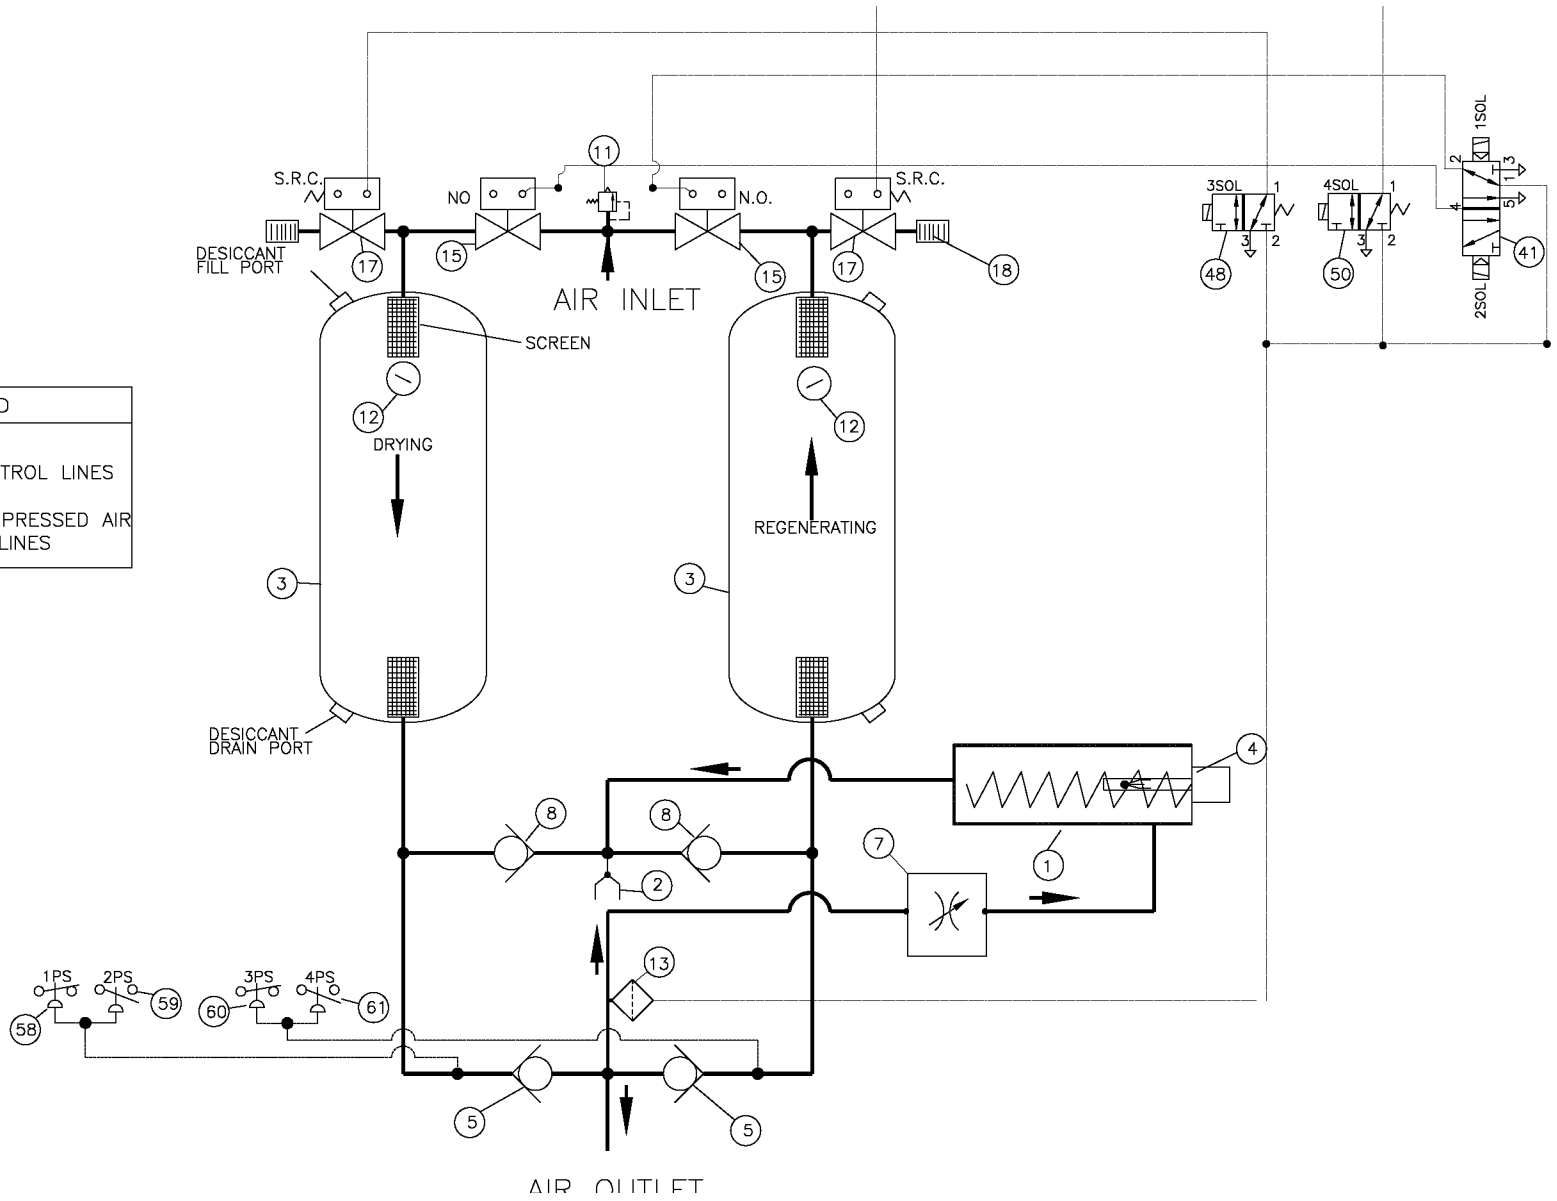 1SOL
2
3
1
5
4
2SOL
41
11
S.R.C.
NO
N.O.
S.R.C.
3SOL
1
3
2
48
4SOL
1
3
2
50
DESICCANT
FILL PORT
17
15
15
17
18
AIR INLET
SCREEN
12
12
D
TROL LINES
PRESSED AIR
LINES
DRYING
REGENERATING
3
3
DESICCANT
DRAIN PORT
4
8
8
7
1
2
13
1PS
2PS
3PS
4PS
58
59
60
61
5
5
AIR OUTLET